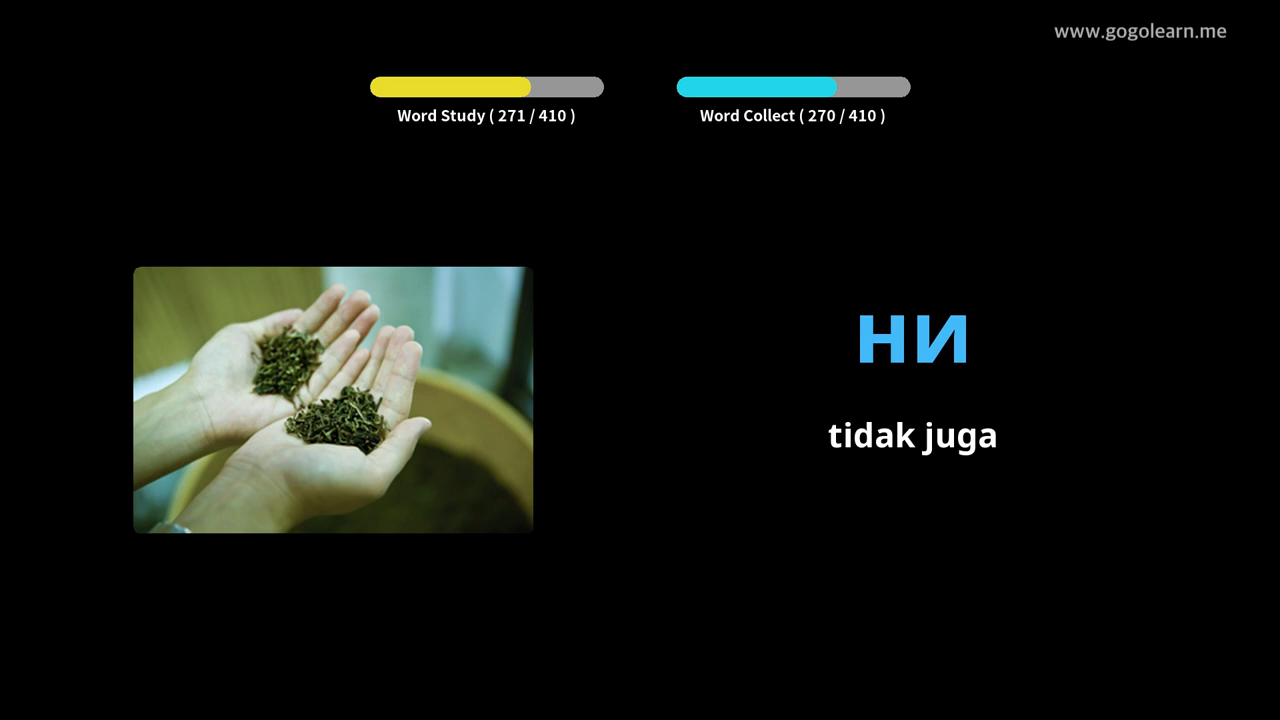 www.gogolearn.me
Word Study ( 271 / 410 )
Word Collect ( 270 / 410 )
ни
tidak juga